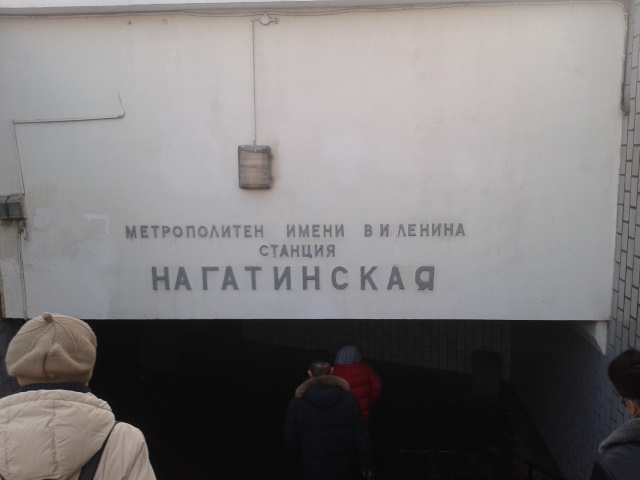 МЕТРОПОЛИТЕН ИМЕНИ В И ЛЕНИНА
СТАНЦИЯ
НАГАТИНСКАЯ